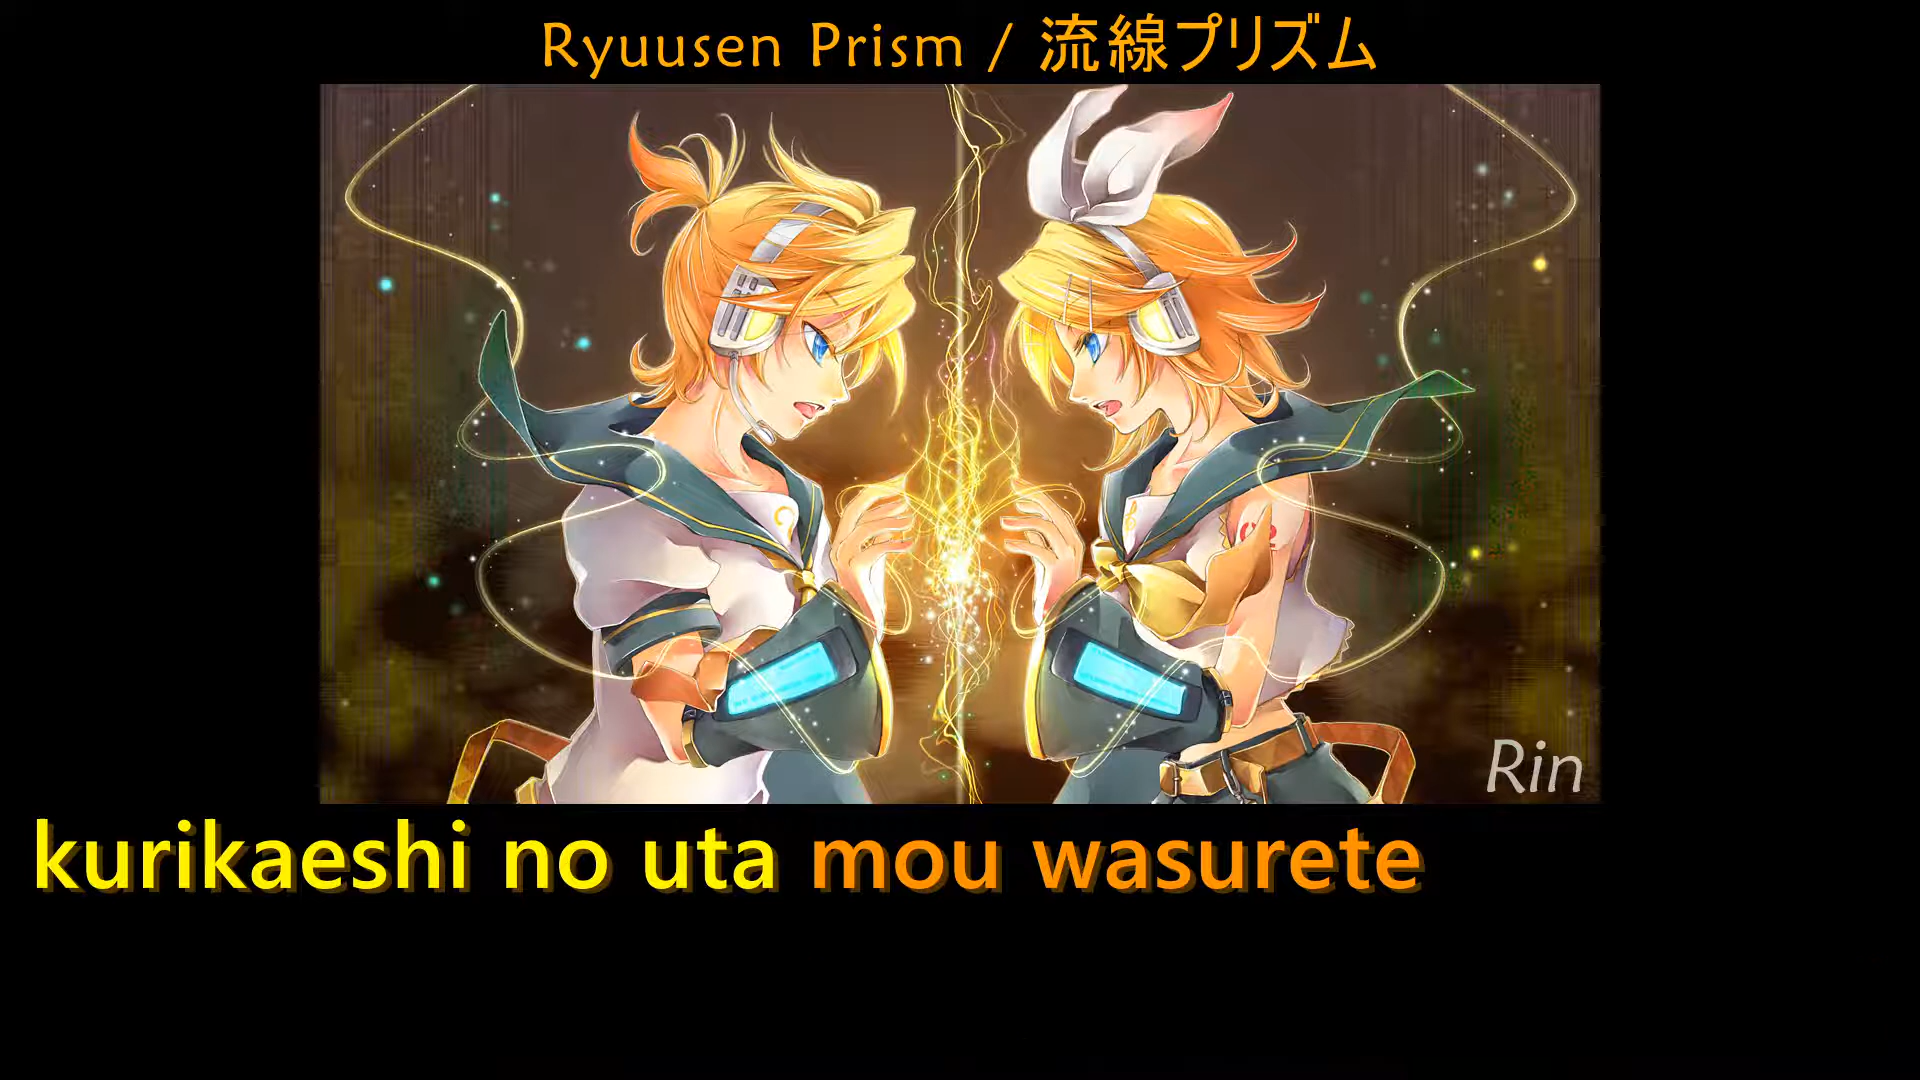 Ryuusen Prism / 流線プリズム
Rin
kurikaeshi no uta mou wasurete